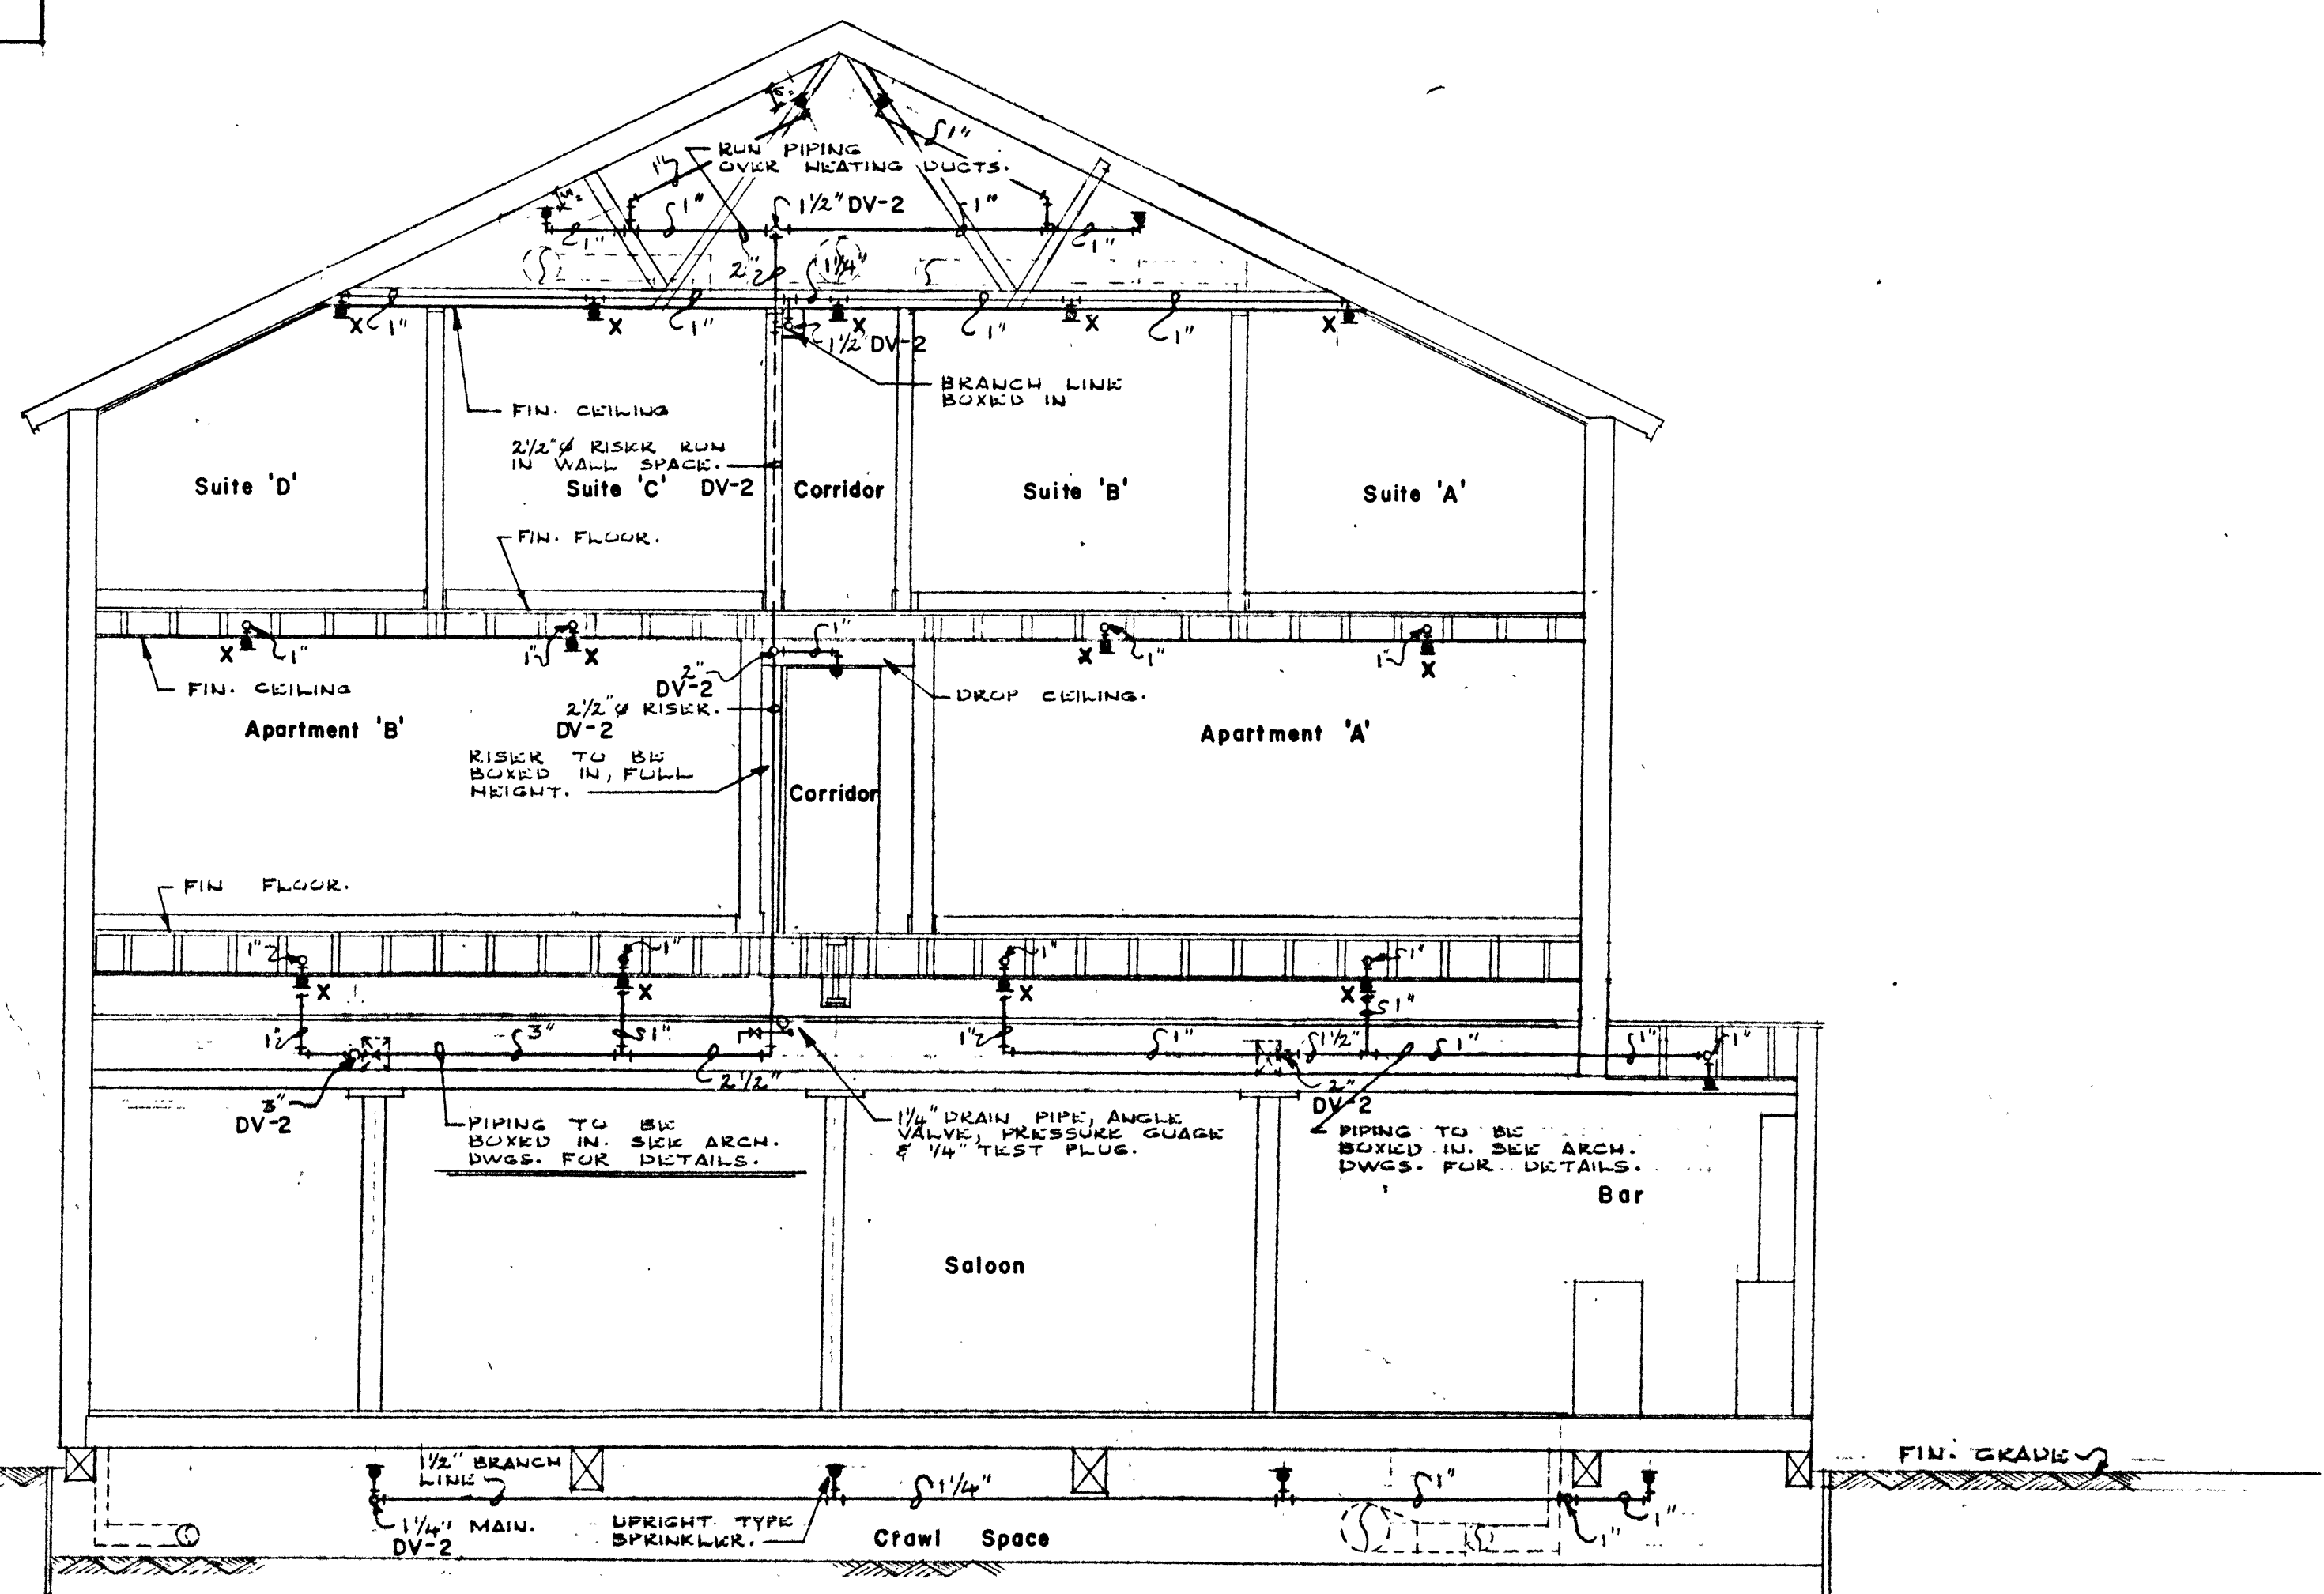 RUN PIPING
OVER HEATING DUCTS.
1"
1"
1"
1"
1"
1"
1"
1½" DV-2
2"
1¼"
1"
X
X
1"
X
1"
X
1"
X
1½" DV-2
BRANCH LINE
BOXED IN
FIN. CEILING
2½"ø RISER RUN
IN WALL SPACE.
Suite 'D'
Suite 'C'
DV-2
Corridor
Suite 'B'
Suite 'A'
FIN. FLOOR.
X
1"
1"
X
1"
X
1"
1"
X
2"
DV-2
FIN. CEILING
DROP CEILING.
2½"ø RISER.
DV-2
Apartment 'B'
Apartment 'A'
RISER TO BE
BOXED IN, FULL
HEIGHT.
Corridor
FIN FLOOR.
1"
X
1"
X
1"
X
1"
X
1"
1"
3"
1"
2½"
1"
1"
1½"
1"
1"
1"
3"
DV-2
2"
DV-2
PIPING TO BE
BOXED IN. SEE ARCH.
DWGS. FOR DETAILS.
1¼" DRAIN PIPE, ANGLE
VALVE, PRESSURE GUAGE
& ¼" TEST PLUG.
PIPING TO BE
BOXED IN. SEE ARCH.
DWGS. FOR DETAILS.
Bar
Saloon
FIN. GRADE
1½" BRANCH
LINE
1¼"
1"
1¼" MAIN.
DV-2
UPRIGHT TYPE
SPRINKLER.
Crawl Space
1"
1"